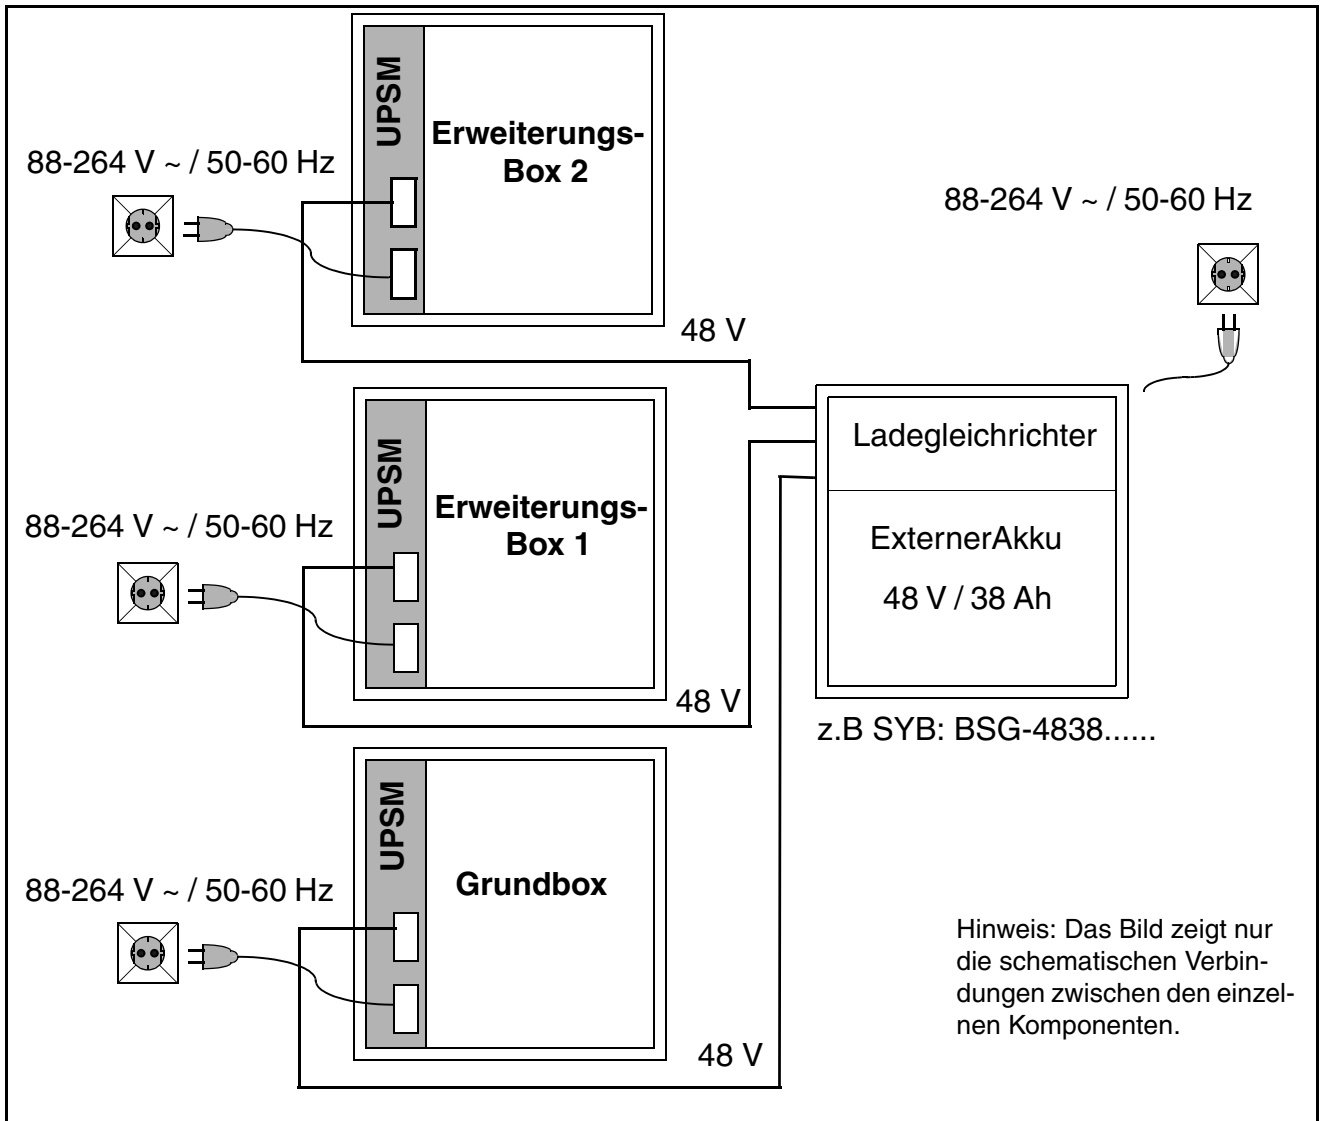 UPSM
Erweiterungs-
Box 2
88-264 V ~ / 50-60 Hz
48 V
88-264 V ~ / 50-60 Hz
UPSM
Erweiterungs-
Box 1
88-264 V ~ / 50-60 Hz
48 V
Ladegleichrichter
ExternerAkku
48 V / 38 Ah
z.B SYB: BSG-4838......
UPSM
Grundbox
88-264 V ~ / 50-60 Hz
48 V
Hinweis: Das Bild zeigt nur
die schematischen Verbin-
dungen zwischen den einzel-
nen Komponenten.